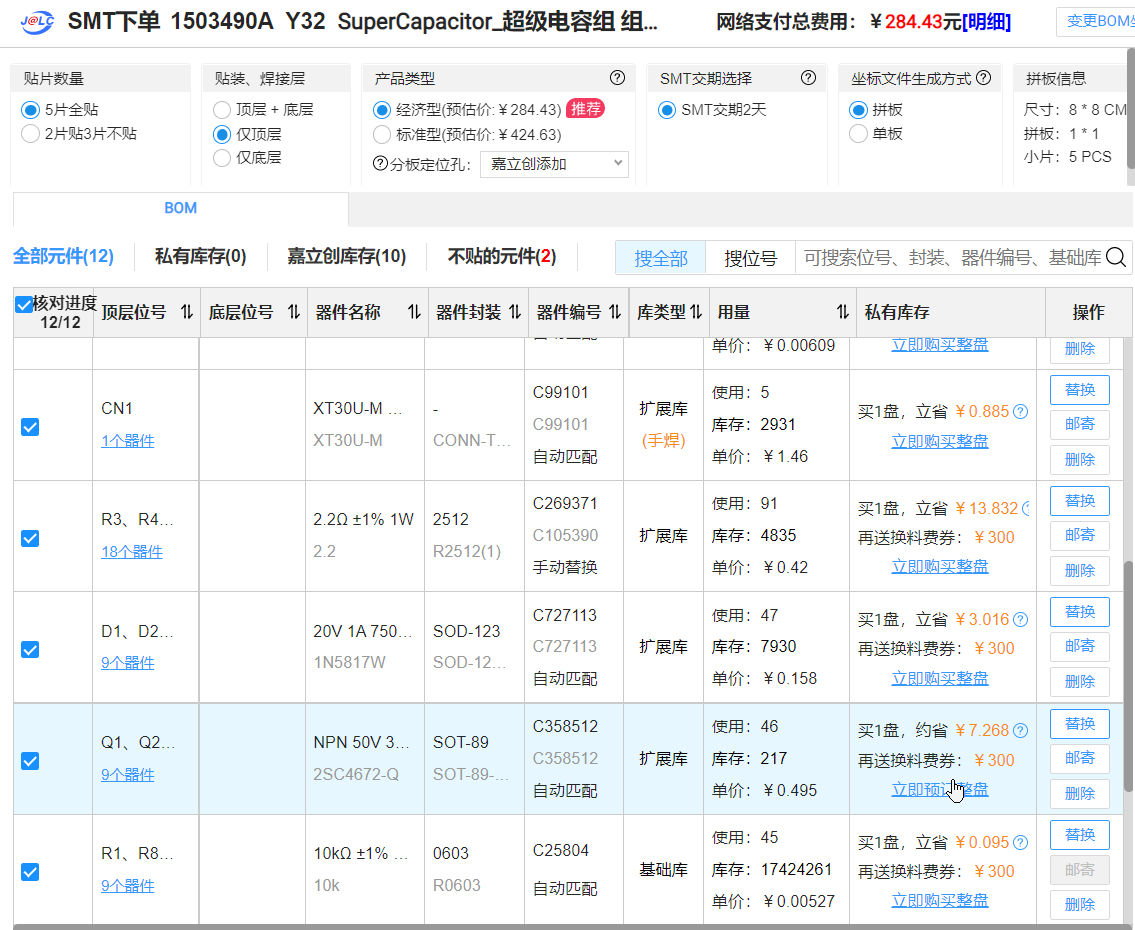 J@LC SMT下单 1503490A Y32 SuperCapacitor_超级电容组 组... 网络支付总费用：￥284.43元[明细]
贴片数量 贴装、焊接层 产品类型 SMT交期选择 坐标文件生成方式 拼板信息
5片全贴 顶层 + 底层 经济型(预估价:￥284.43) 推荐 SMT交期2天 拼板 尺寸：8 * 8 CM
2片贴3片不贴 仅顶层 标准型(预估价:￥424.63) 单板 拼板：1 * 1
仅底层 分板定位孔： 嘉立创添加 小片：5 PCS
BOM
全部元件(12) 私有库存(0) 嘉立创库存(10) 不贴的元件(2) 搜全部 搜位号 可搜索位号、封装、器件编号、基础库
核对进度 顶层位号 底层位号 器件名称 器件封装 器件编号 库类型 用量 私有库存 操作
12/12
单价：￥0.00609 立即购买整盘 删除
CN1 XT30U-M ... - C99101 扩展库 使用：5 买1盘，立省 ￥0.885 替换
1个器件 XT30U-M CONN-T... C99101 (手焊) 库存：2931 立即购买整盘 邮寄
自动匹配 单价：￥1.46 删除
R3、R4... 2.2Ω ±1% 1W 2512 C269371 扩展库 使用：91 买1盘，立省 ￥13.832 替换
18个器件 2.2 R2512(1) C105390 库存：4835 再送换料费券：￥300 邮寄
手动替换 单价：￥0.42 立即购买整盘 删除
D1、D2... 20V 1A 750... SOD-123 C727113 扩展库 使用：47 买1盘，立省 ￥3.016 替换
9个器件 1N5817W SOD-12... C727113 库存：7930 再送换料费券：￥300 邮寄
自动匹配 单价：￥0.158 立即购买整盘 删除
Q1、Q2... NPN 50V 3... SOT-89 C358512 扩展库 使用：46 买1盘，约省 ￥7.268 替换
9个器件 2SC4672-Q SOT-89-... C358512 库存：217 再送换料费券：￥300 邮寄
自动匹配 单价：￥0.495 立即预订整盘 删除
R1、R8... 10kΩ ±1% ... 0603 C25804 基础库 使用：45 买1盘，立省 ￥0.095 替换
9个器件 10k R0603 自动匹配 库存：17424261 再送换料费券：￥300 邮寄
单价：￥0.00527 立即购买整盘 删除